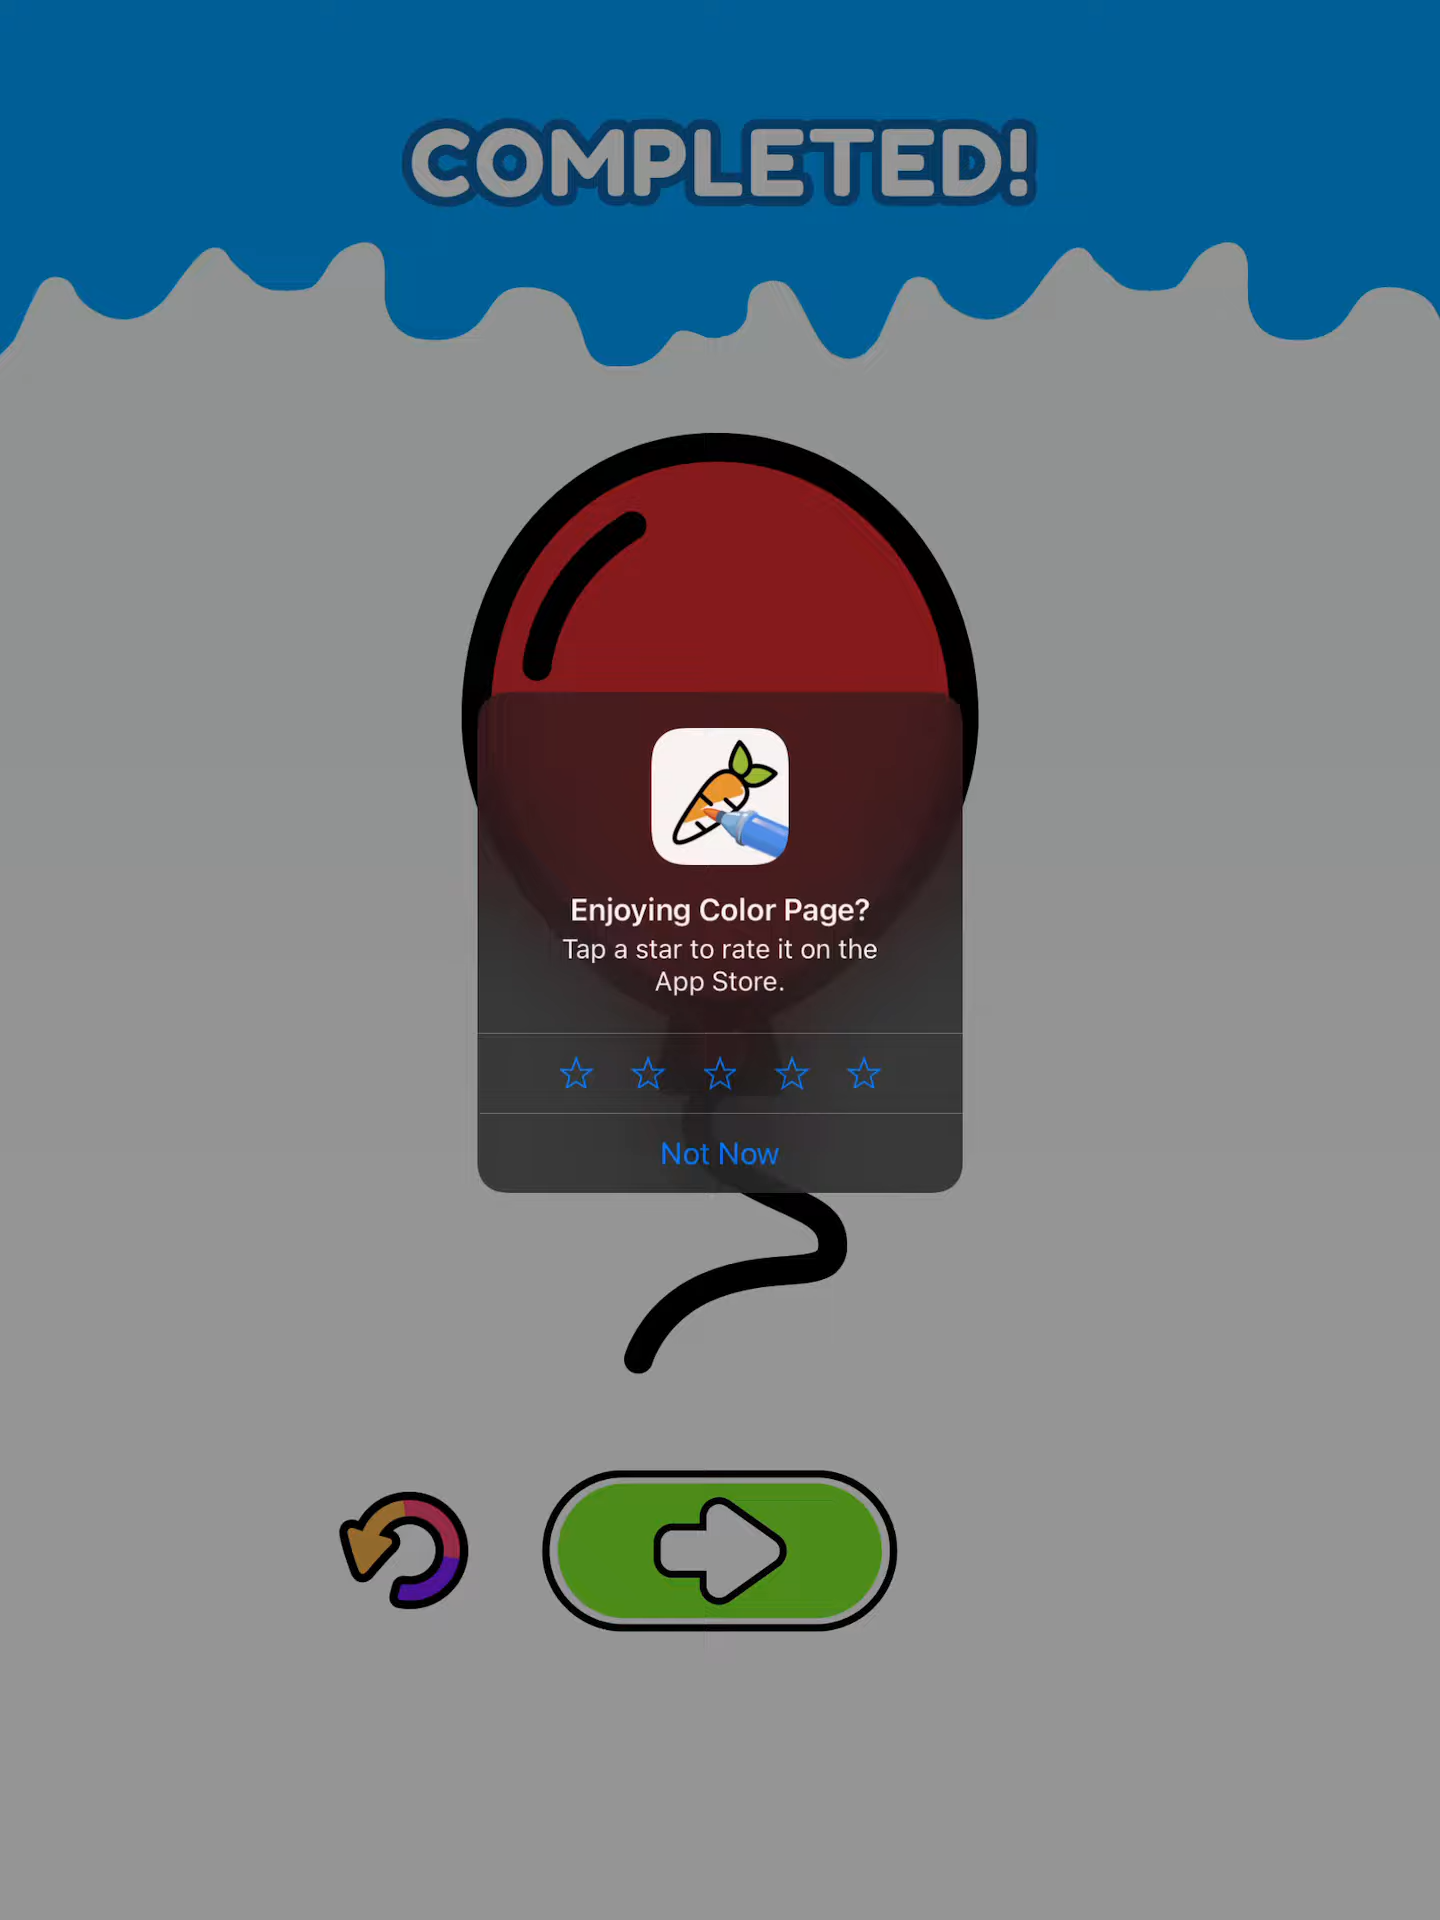 COMPLETED!
Enjoying Color Page?
Tap a star to rate it on the
App Store.
Not Now